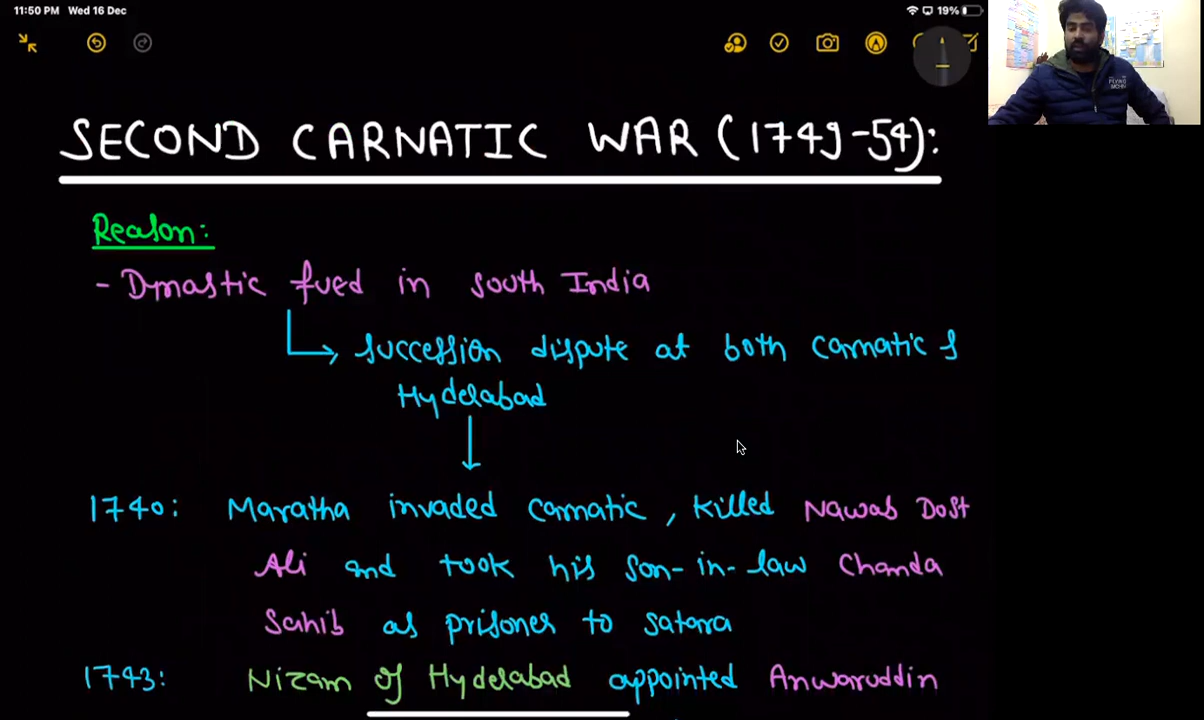 11:50 PM Wed 16 Dec
19%
SECOND CARNATIC WAR (1749-54):
Reason:
- Dynastic fued in south India
succession dispute at both carnatic &
Hyderabad
1740: Maratha invaded carnatic, killed Nawab Dost
Ali and took his son-in-law Chanda
Sahib as prisoner to satara
1743: Nizam of Hyderabad appointed Anwaruddin